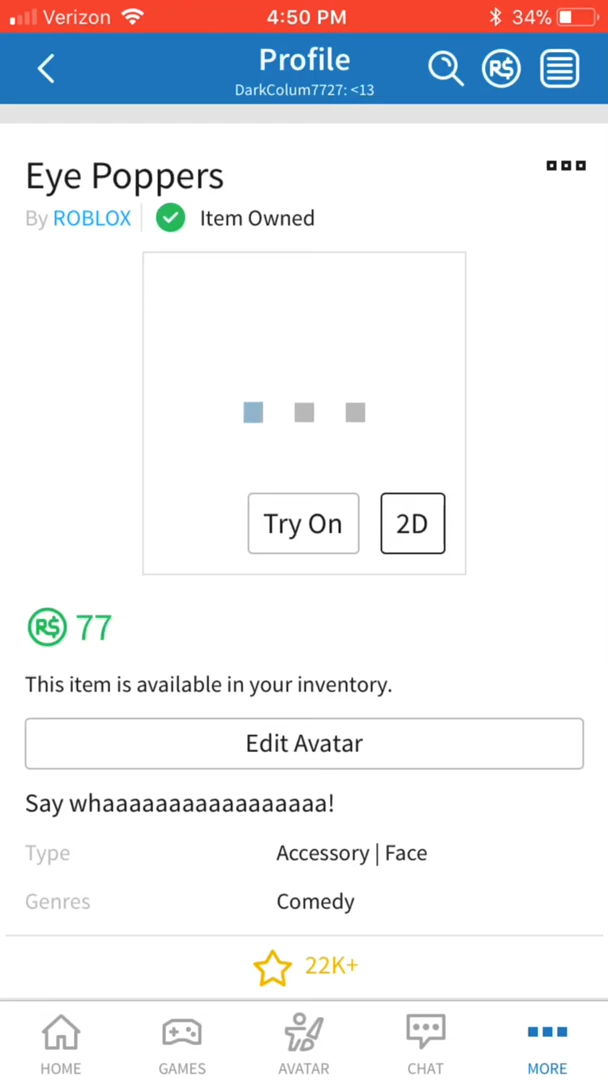 Verizon 4:50 PM 34%
Profile
DarkColum7727: <13
R$
Eye Poppers
By ROBLOX Item Owned
Try On 2D
R$ 77
This item is available in your inventory.
Edit Avatar
Say whaaaaaaaaaaaaaaaaa!
Type Accessory | Face
Genres Comedy
22K+
HOME GAMES AVATAR CHAT MORE